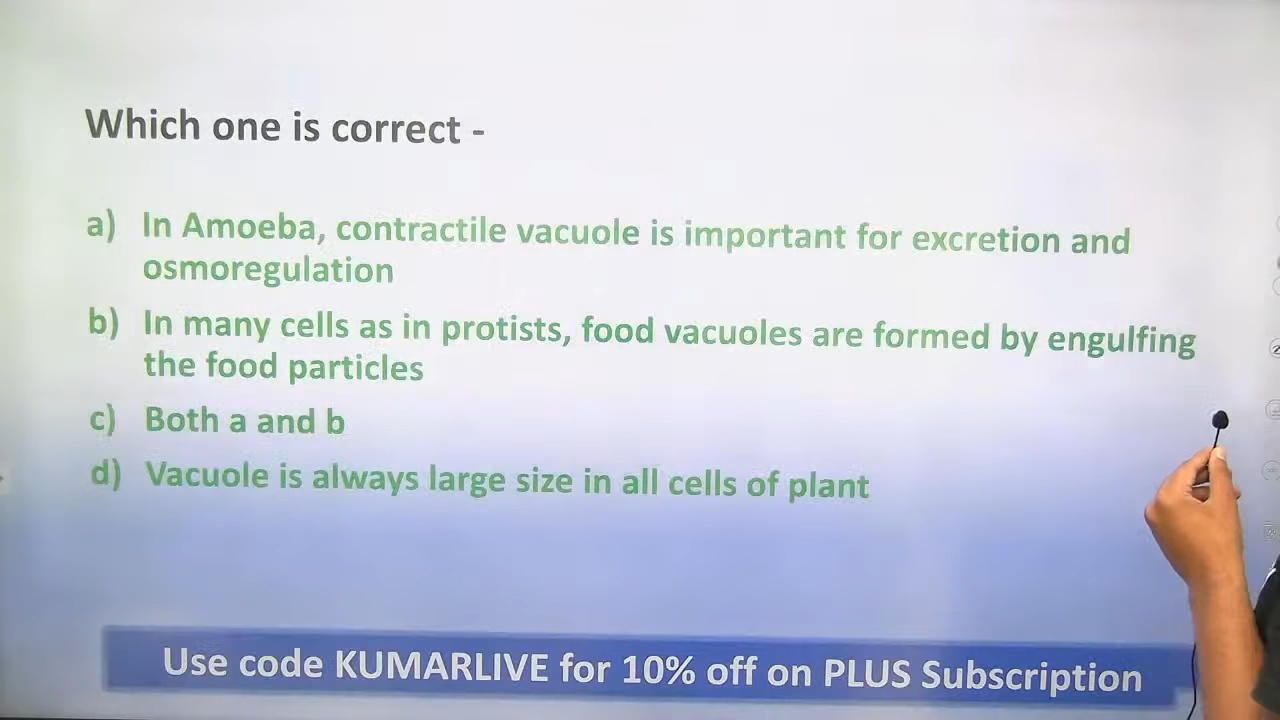 Which one is correct -
a) In Amoeba, contractile vacuole is important for excretion and
osmoregulation
b) In many cells as in protists, food vacuoles are formed by engulfing
the food particles
c) Both a and b
d) Vacuole is always large size in all cells of plant
Use code KUMARLIVE for 10% off on PLUS Subscription